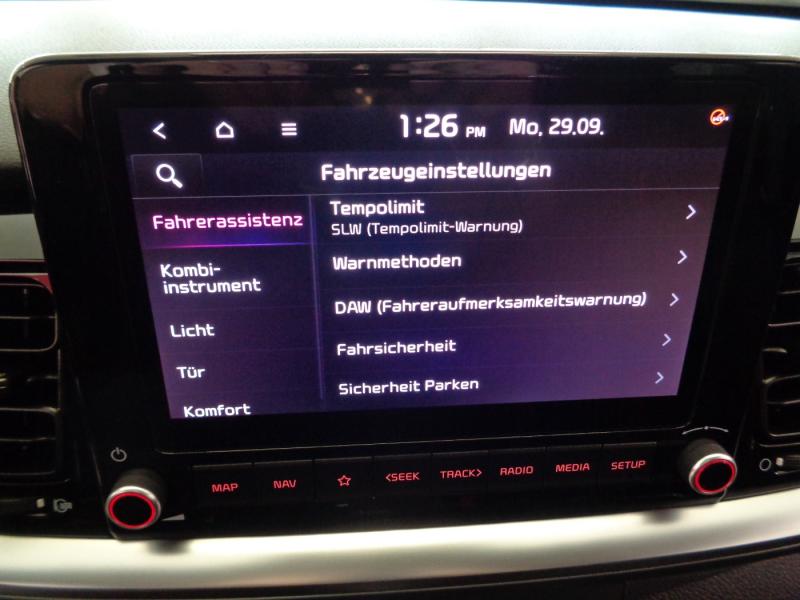 1:26 PM Mo, 29.09.
Fahrzeugeinstellungen
Fahrerassistenz
Kombi-
instrument
Licht
Tür
Komfort
Tempolimit
SLW (Tempolimit-Warnung)
Warnmethoden
DAW (Fahreraufmerksamkeitswarnung)
Fahrsicherheit
Sicherheit Parken
MAP NAV <SEEK TRACK> RADIO MEDIA SETUP